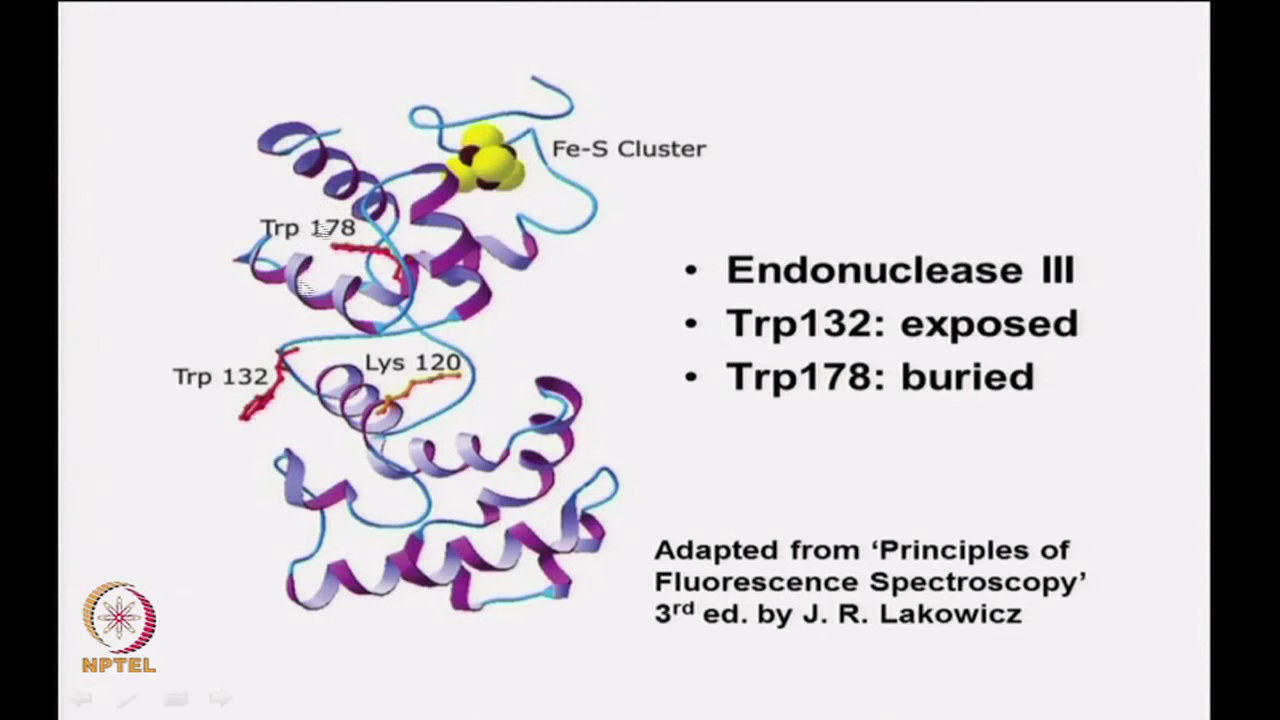 Fe-S Cluster
Trp 178
Trp 132
Lys 120
• Endonuclease III
• Trp132: exposed
• Trp178: buried
Adapted from ‘Principles of
Fluorescence Spectroscopy’
3rd ed. by J. R. Lakowicz
NPTEL